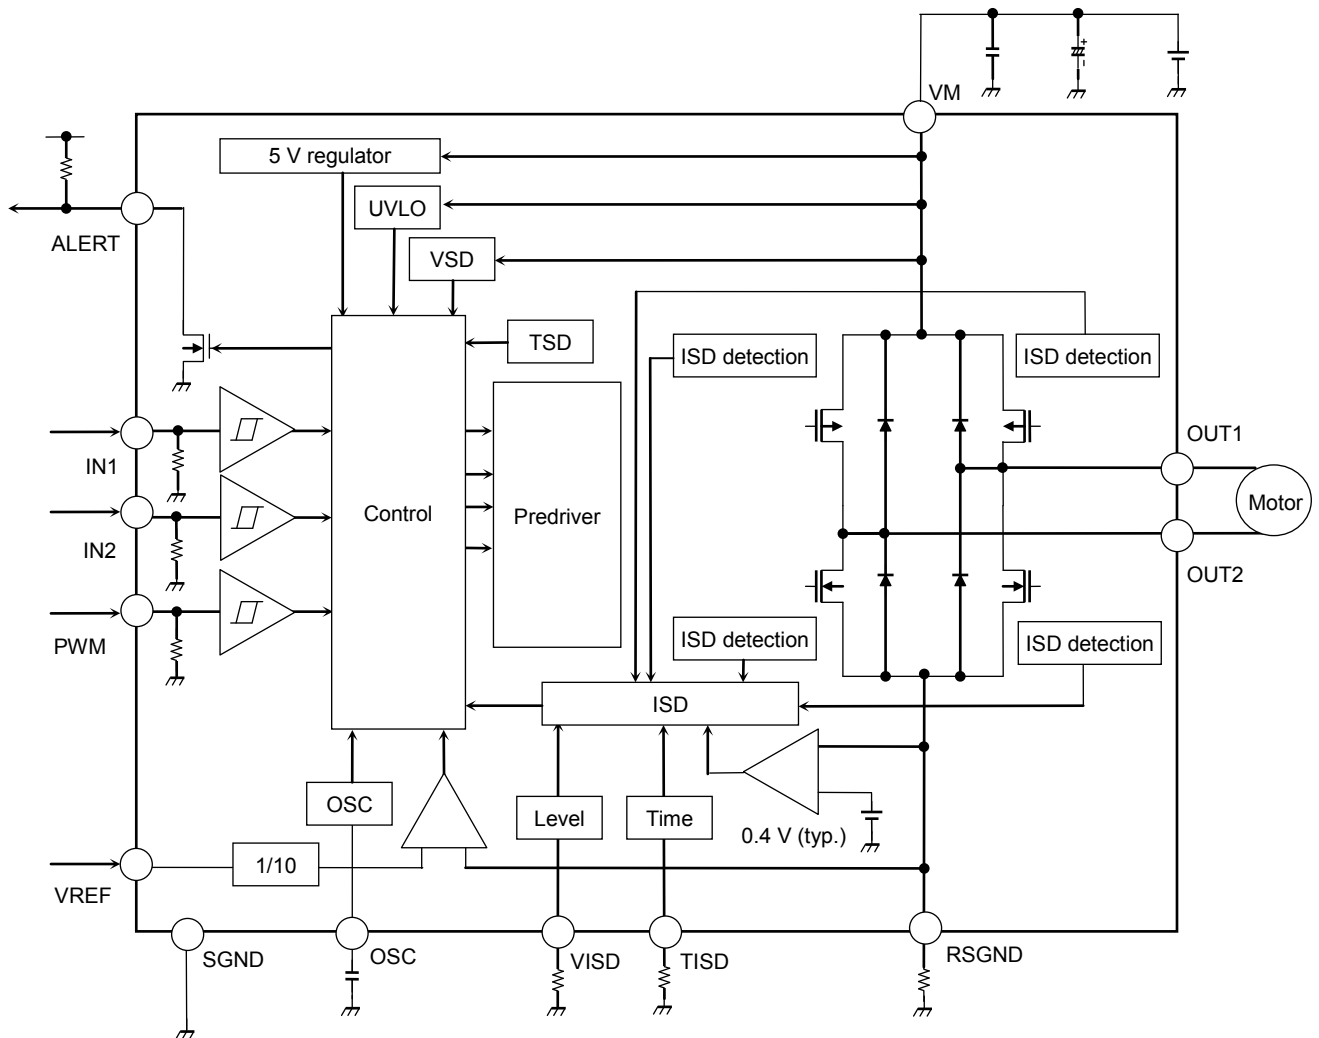 VM
5 V regulator
UVLO
ALERT
VSD
TSD
ISD detection
ISD detection
OUT1
IN1
Control
Predriver
Motor
IN2
OUT2
PWM
ISD detection
ISD detection
ISD
OSC
Level
Time
0.4 V (typ.)
1/10
VREF
SGND
OSC
VISD
TISD
RSGND
+
-